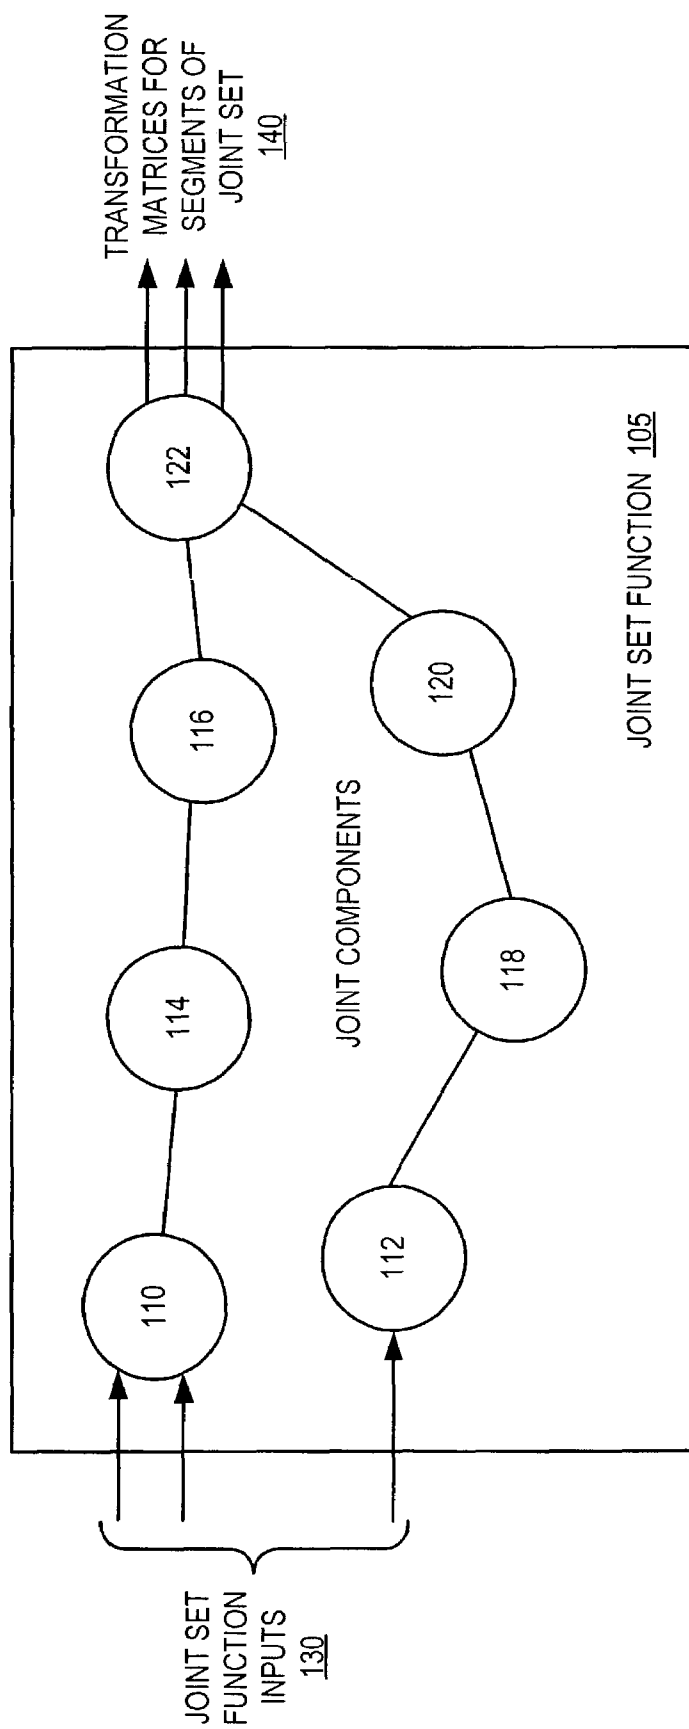 JOINT SET
FUNCTION
INPUTS
130
110
114
116
122
JOINT COMPONENTS
112
118
120
JOINT SET FUNCTION 105
TRANSFORMATION
MATRICES FOR
SEGMENTS OF
JOINT SET
140